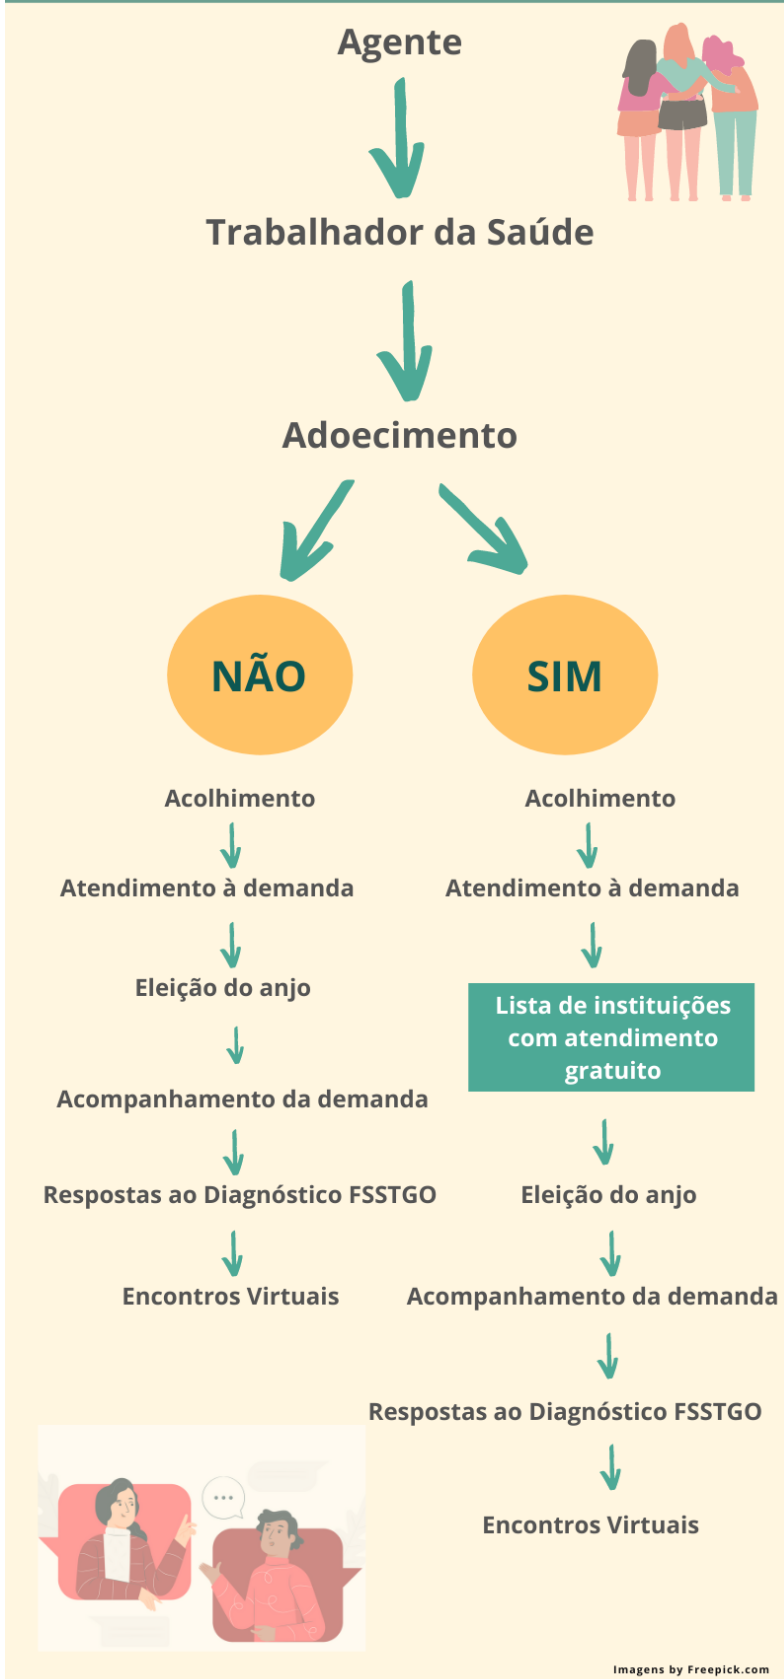 Agente
Trabalhador da Saúde
Adoecimento
NÃO
Acolhimento
Atendimento à demanda
Eleição do anjo
Acompanhamento da demanda
Respostas ao Diagnóstico FSSTGO
Encontros Virtuais
SIM
Acolhimento
Atendimento à demanda
Lista de instituições
com atendimento
gratuito
Eleição do anjo
Acompanhamento da demanda
Respostas ao Diagnóstico FSSTGO
Encontros Virtuais
Imagens by Freepick.com